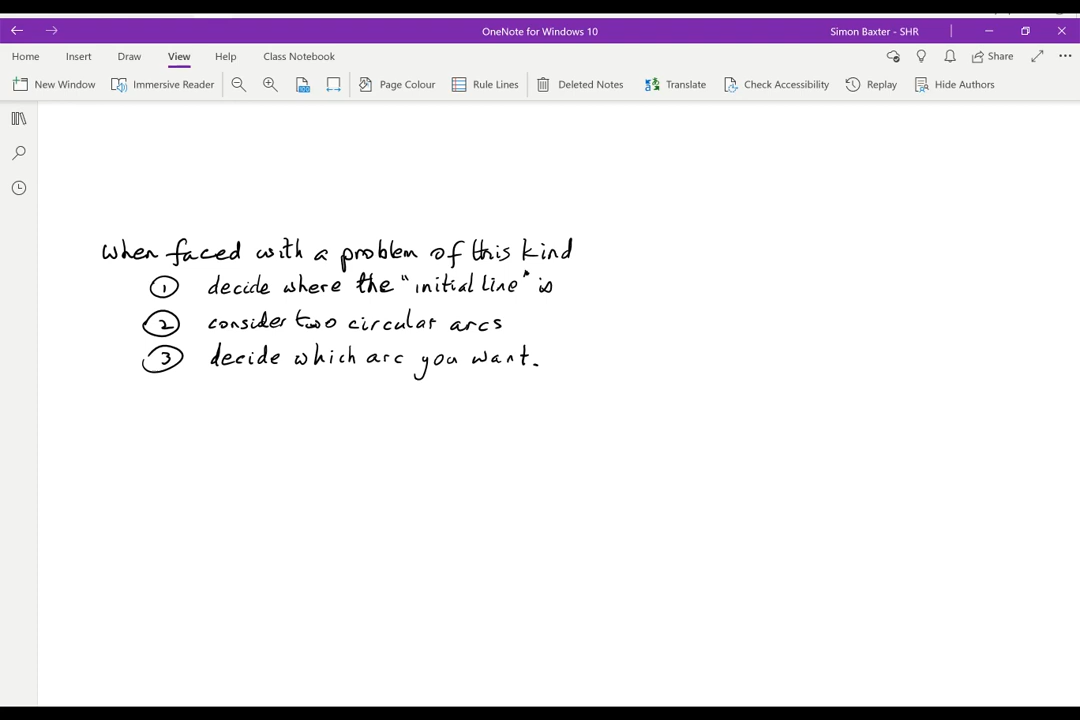 OneNote for Windows 10
Simon Baxter - SHR
Home Insert Draw View Help Class Notebook
Share
New Window Immersive Reader Page Colour Rule Lines Deleted Notes Translate Check Accessibility Replay Hide Authors
When faced with a problem of this kind
① decide where the "initial line" is
② consider two circular arcs
③ decide which arc you want.